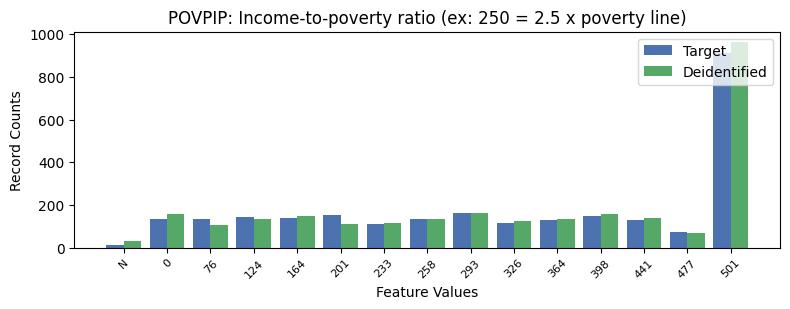 POVPIP: Income-to-poverty ratio (ex: 250 = 2.5 x poverty line)
Record Counts
1000
800
600
400
200
0
Target
Deidentified
N 0 76 124 164 201 233 258 293 326 364 398 441 477 501
Feature Values